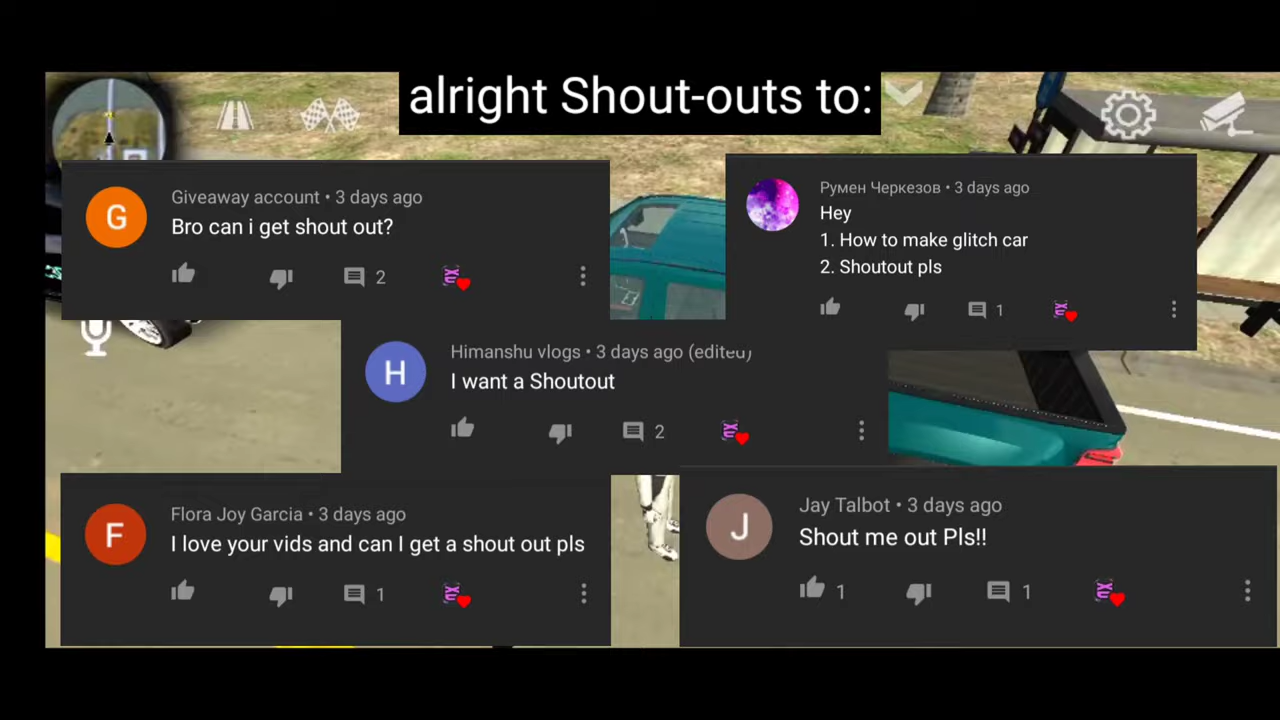 alright Shout-outs to:
G
Giveaway account • 3 days ago
Bro can i get shout out?
2
Румен Черкезов • 3 days ago
Hey
1. How to make glitch car
2. Shoutout pls
1
H
Himanshu vlogs • 3 days ago (edited)
I want a Shoutout
2
F
Flora Joy Garcia • 3 days ago
I love your vids and can I get a shout out pls
1
J
Jay Talbot • 3 days ago
Shout me out Pls!!
1
1